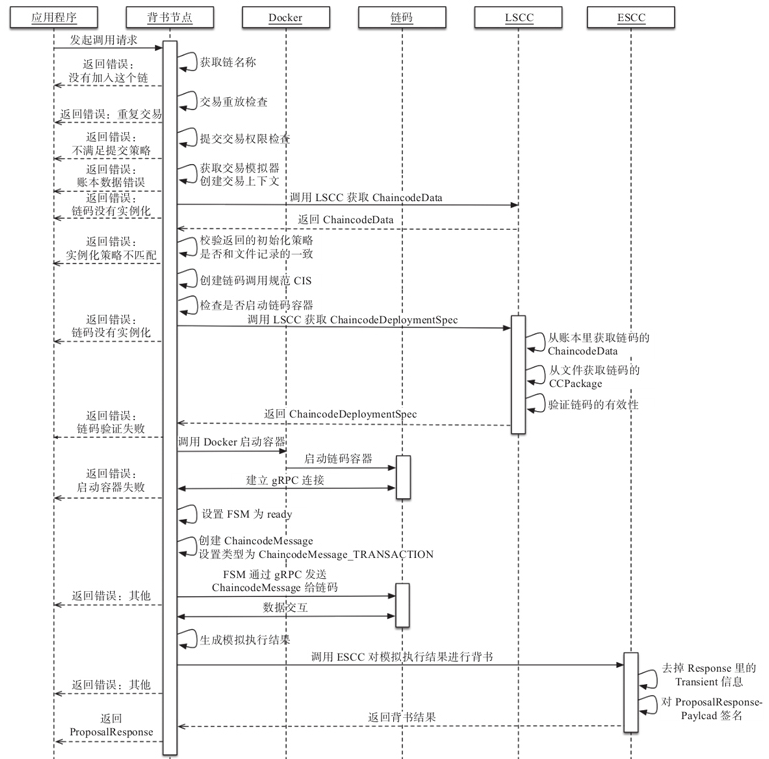 应用程序
背书节点
Docker
链码
LSCC
ESCC
发起调用请求
获取链名称
返回错误：
没有加入这个链
交易重放检查
返回错误：重复交易
返回错误：
不满足提交策略
提交交易权限检查
返回错误：
账本数据错误
获取交易模拟器
创建交易上下文
返回错误：
链码没有实例化
调用 LSCC 获取 ChaincodeData
返回 ChaincodeData
返回错误：
实例化策略不匹配
校验返回的初始化策略
是否和文件记录的一致
创建链码调用规范 CIS
检查是否启动链码容器
返回错误：
链码没有实例化
调用 LSCC 获取 ChaincodeDeploymentSpec
从账本里获取链码的
ChaincodeData
从文件获取链码的
CCPackage
验证链码的有效性
返回 ChaincodeDeploymentSpec
返回错误：
链码验证失败
调用 Docker 启动容器
启动链码容器
返回错误：
启动容器失败
建立 gRPC 连接
设置 FSM 为 ready
创建 ChaincodeMessage
设置类型为 ChaincodeMessage_TRANSACTION
FSM 通过 gRPC 发送
ChaincodeMessage 给链码
返回错误：其他
数据交互
生成模拟执行结果
调用 ESCC 对模拟执行结果进行背书
去掉 Response 里的
Transient 信息
返回错误：其他
对 ProposalResponse-
Paylcad 签名
返回背书结果
返回
ProposalResponse